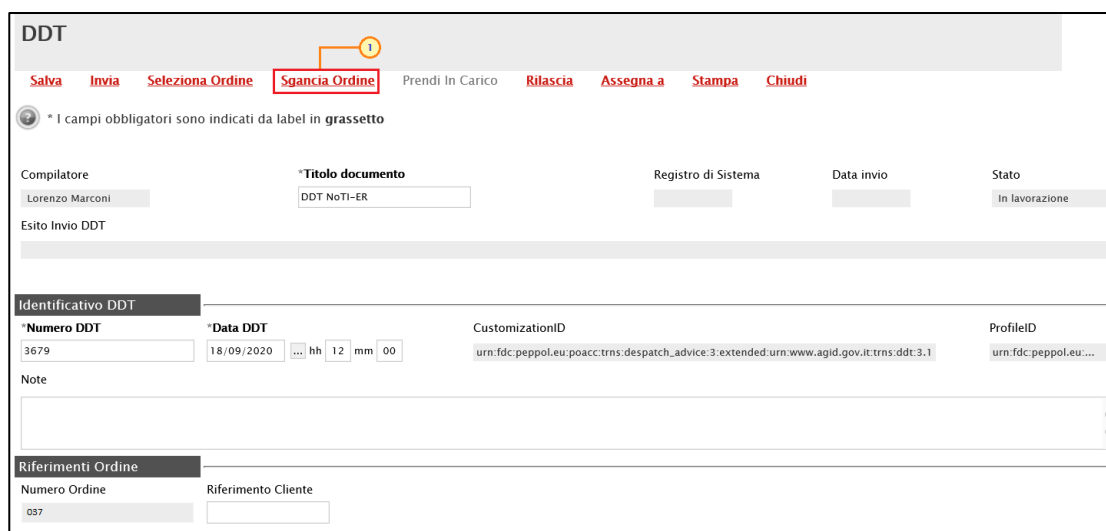 DDT
1
Salva Invia Seleziona Ordine Sgancia Ordine Prendi In Carico Rilascia Assegna a Stampa Chiudi
? * I campi obbligatori sono indicati da label in grassetto
Compilatore *Titolo documento Registro di Sistema Data invio Stato
Lorenzo Marconi DDT NoTI-ER In lavorazione
Esito Invio DDT
Identificativo DDT
*Numero DDT *Data DDT CustomizationID ProfileID
3679 18/09/2020 ... hh 12 mm 00 urn:fdc:peppol.eu:poacc:trns:despatch_advice:3:extended:urn:www.agid.gov.it:trns:ddt:3.1 urn:fdc:peppol.eu:...
Note
Riferimenti Ordine
Numero Ordine Riferimento Cliente
037